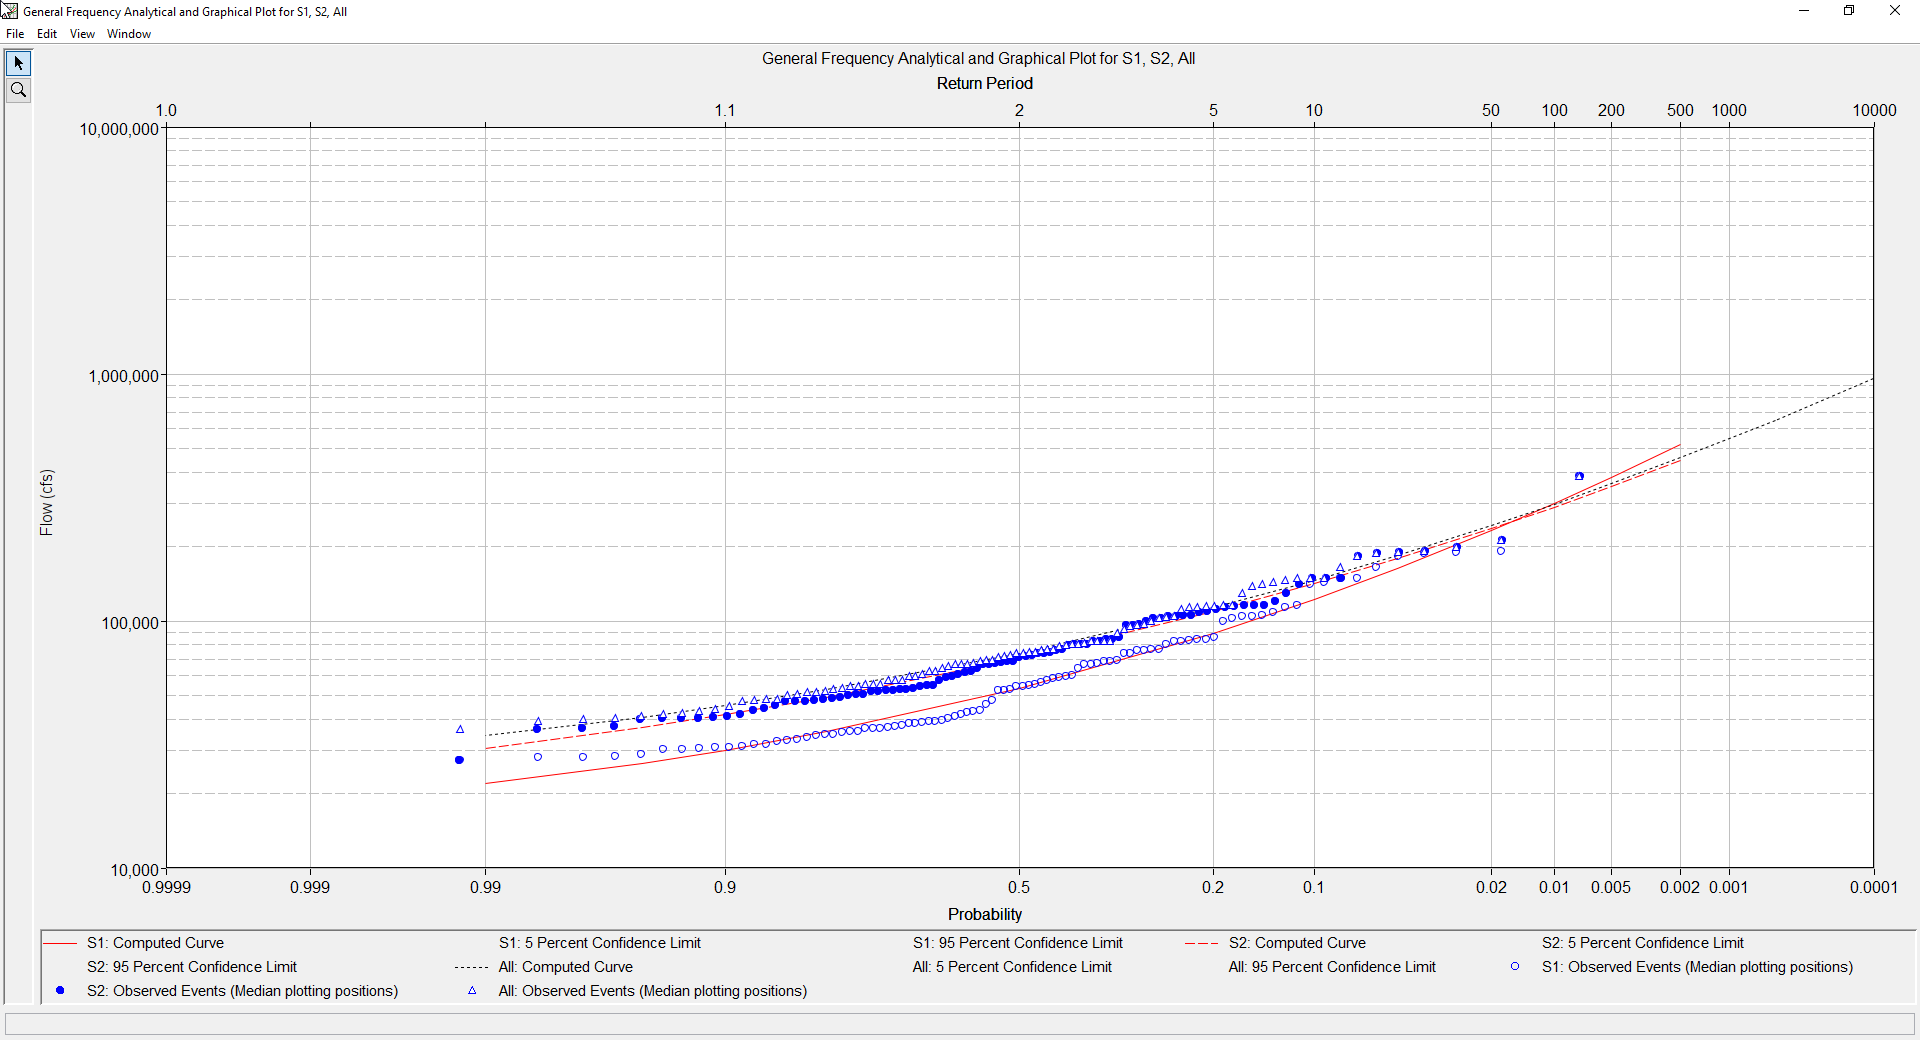 General Frequency Analytical and Graphical Plot for S1, S2, All
File Edit View Window
General Frequency Analytical and Graphical Plot for S1, S2, All
Return Period
1.0 1.1 2 5 10 50 100 200 500 1000 10000
10,000,000
1,000,000
100,000
10,000
Flow (cfs)
0.9999 0.999 0.99 0.9 0.5 0.2 0.1 0.02 0.01 0.005 0.002 0.001 0.0001
Probability
S1: Computed Curve S1: 5 Percent Confidence Limit S1: 95 Percent Confidence Limit S2: Computed Curve S2: 5 Percent Confidence Limit
S2: 95 Percent Confidence Limit All: Computed Curve All: 5 Percent Confidence Limit All: 95 Percent Confidence Limit S1: Observed Events (Median plotting positions)
S2: Observed Events (Median plotting positions) All: Observed Events (Median plotting positions)